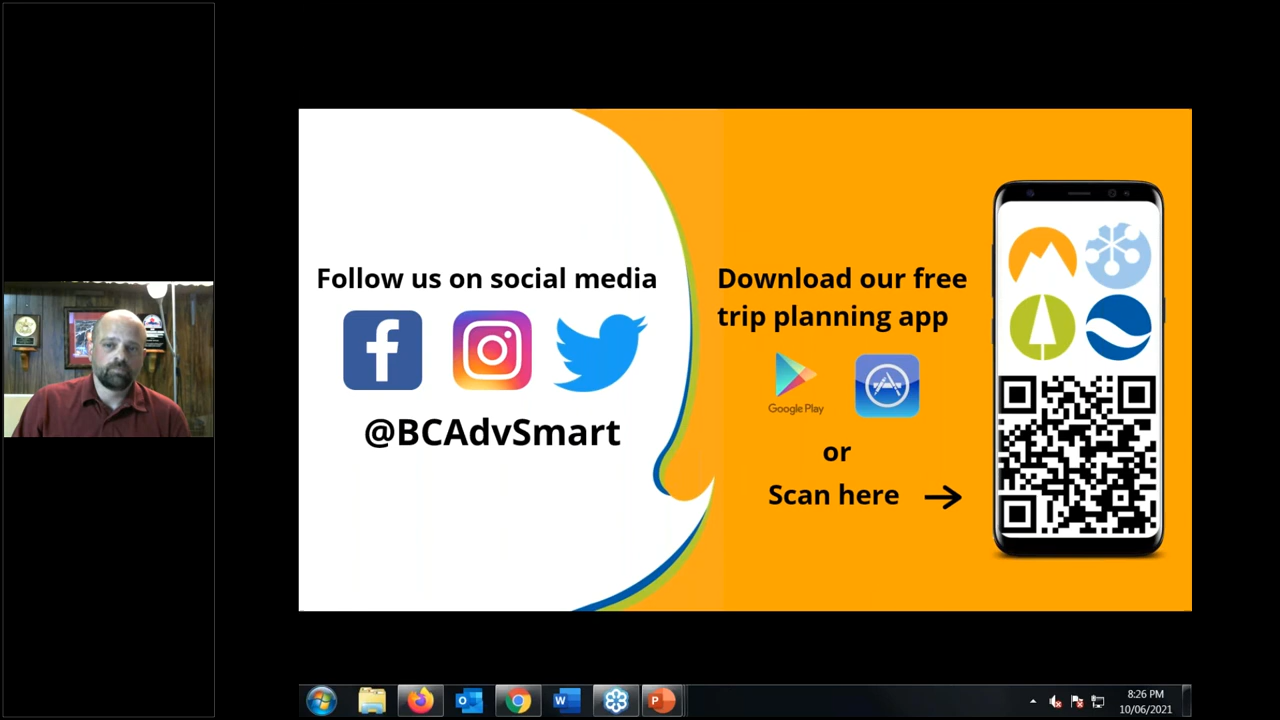 Follow us on social media
@BCAdvSmart
Download our free
trip planning app
Google Play
or
Scan here
8:26 PM
10/06/2021